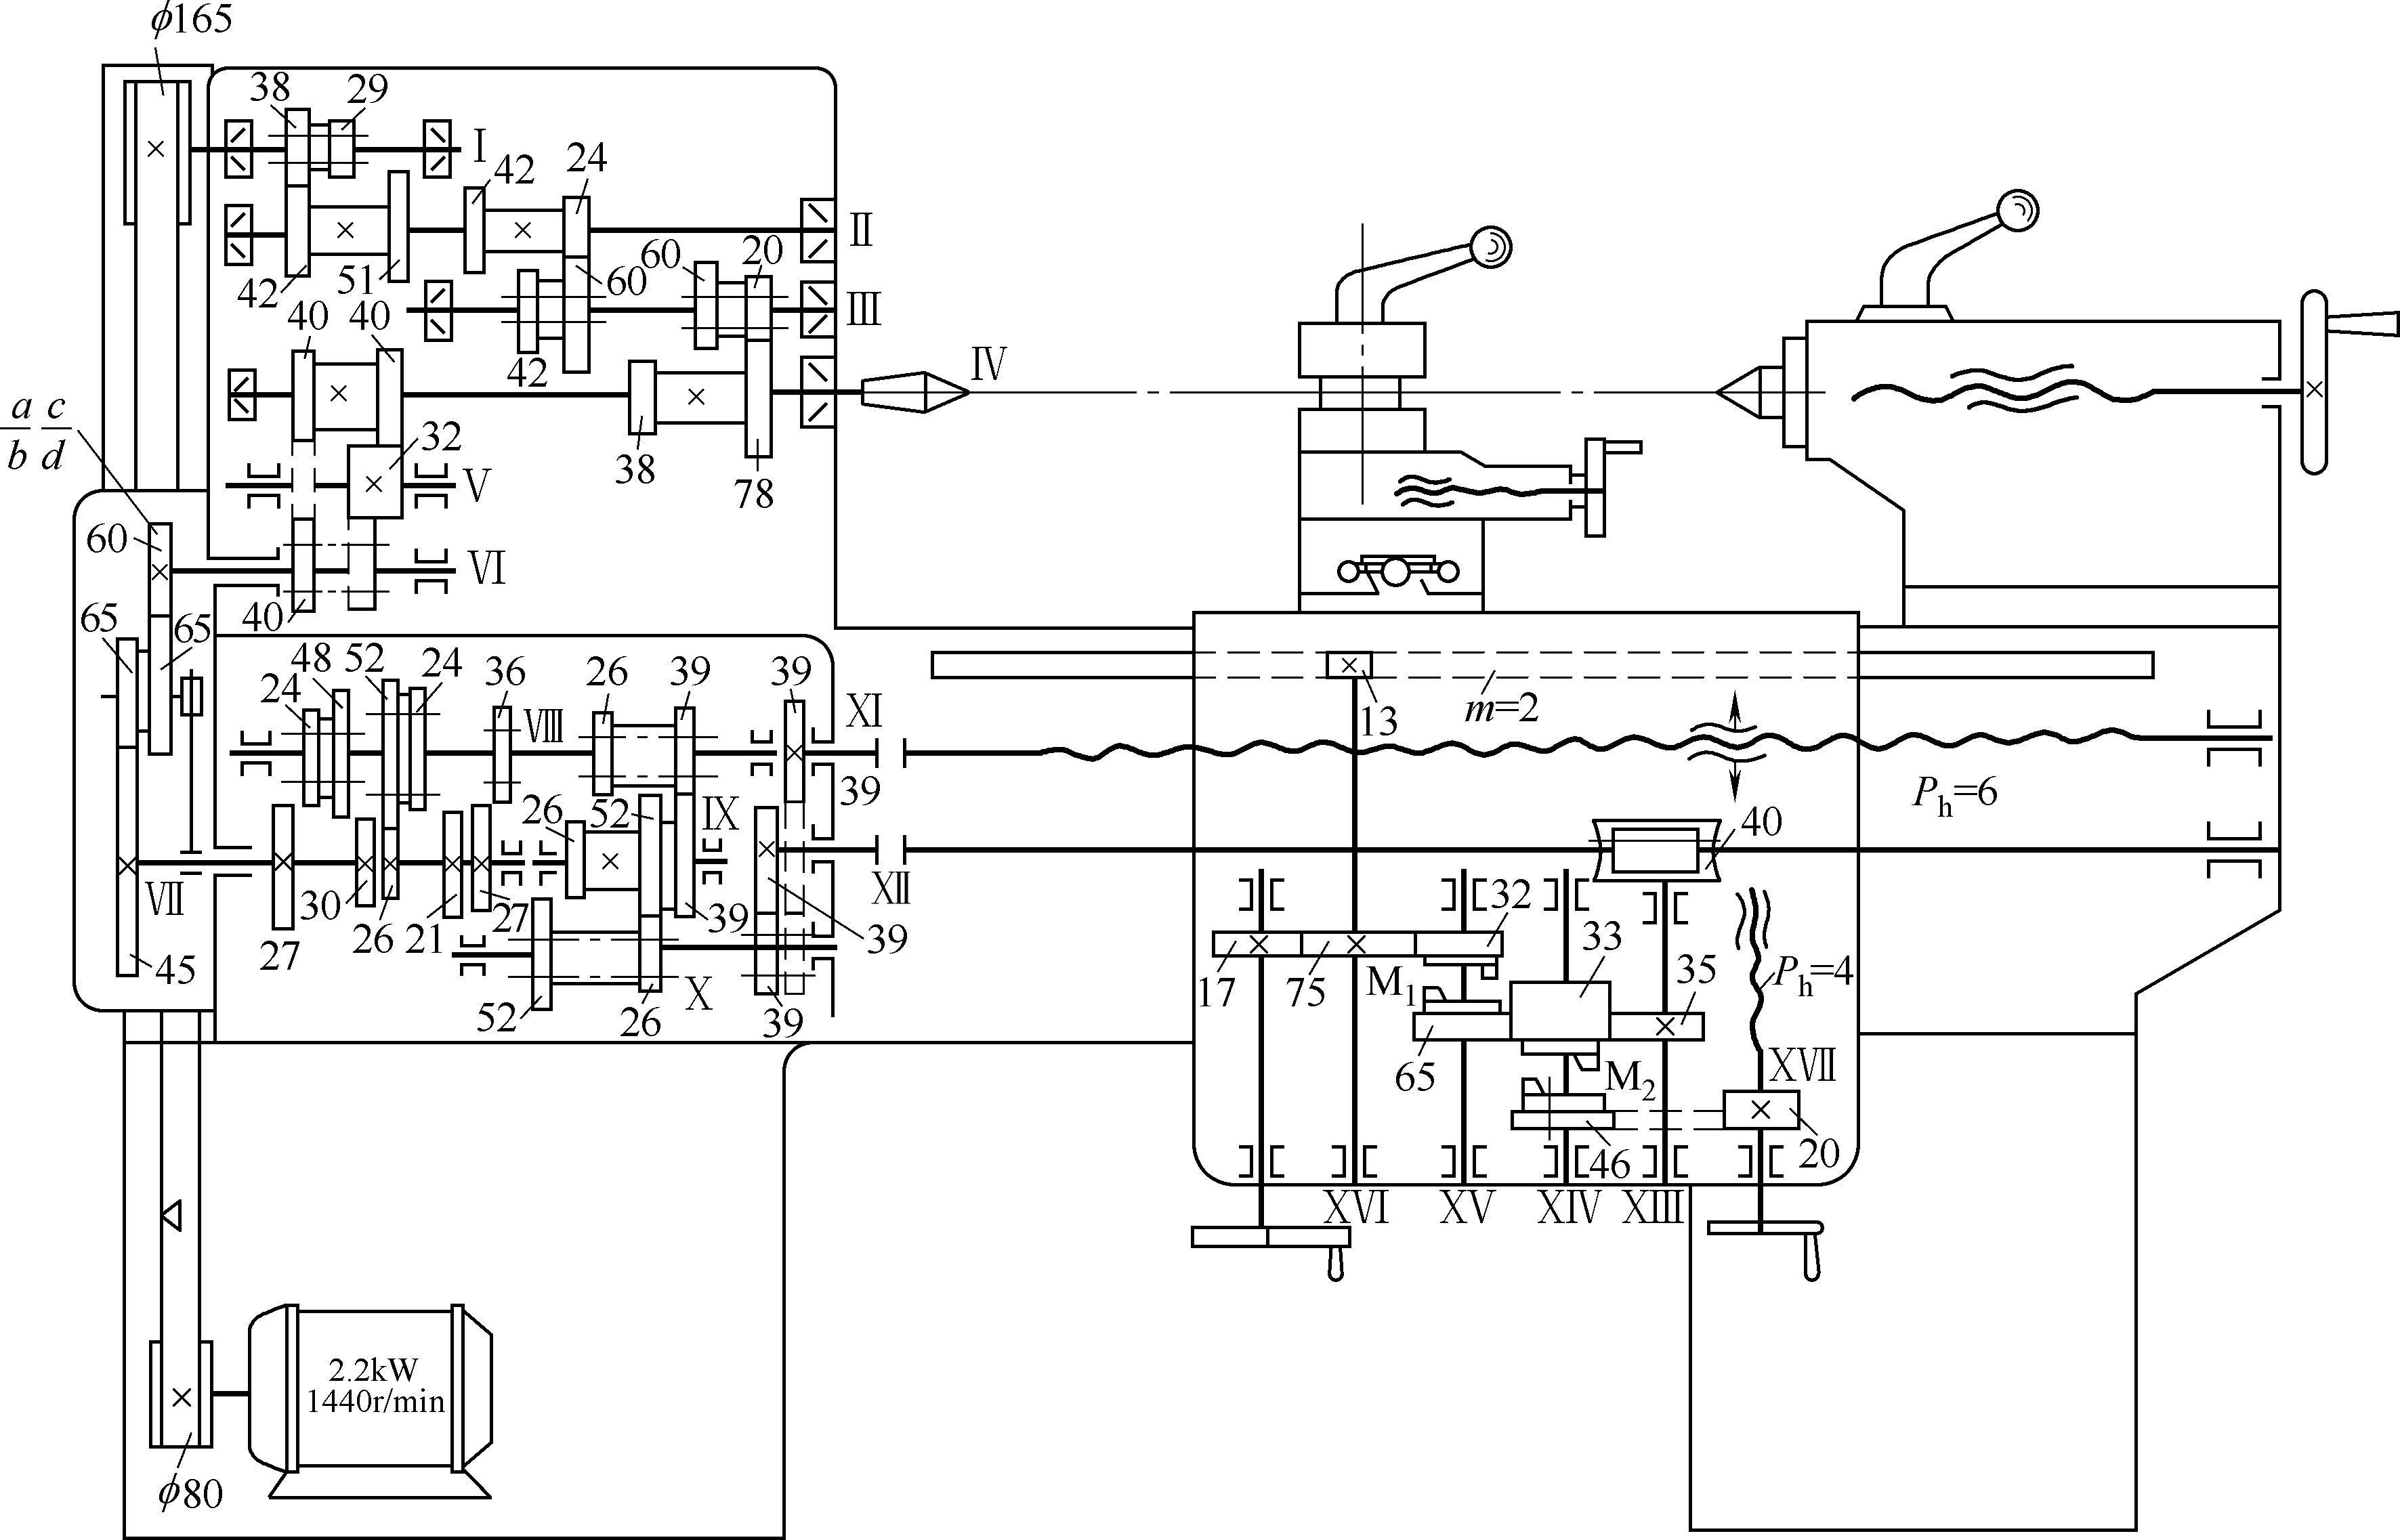 ϕ165
38
29
I
42
24
II
42
51
60
20
60
III
40
40
42
IV
a c
b d
32
38
V
78
60
VI
40
65
65
48
52
24
24
36
26
39
39
XI
VIII
13
m=2
39
Ph=6
26
52
IX
40
VII
30
26
21
27
39
XII
39
32
33
27
45
52
26
X
39
17
75
M1
35
Ph=4
65
M2
XVII
46
20
XVI
XV
XIV
XIII
2.2kW
1440r/min
ϕ80